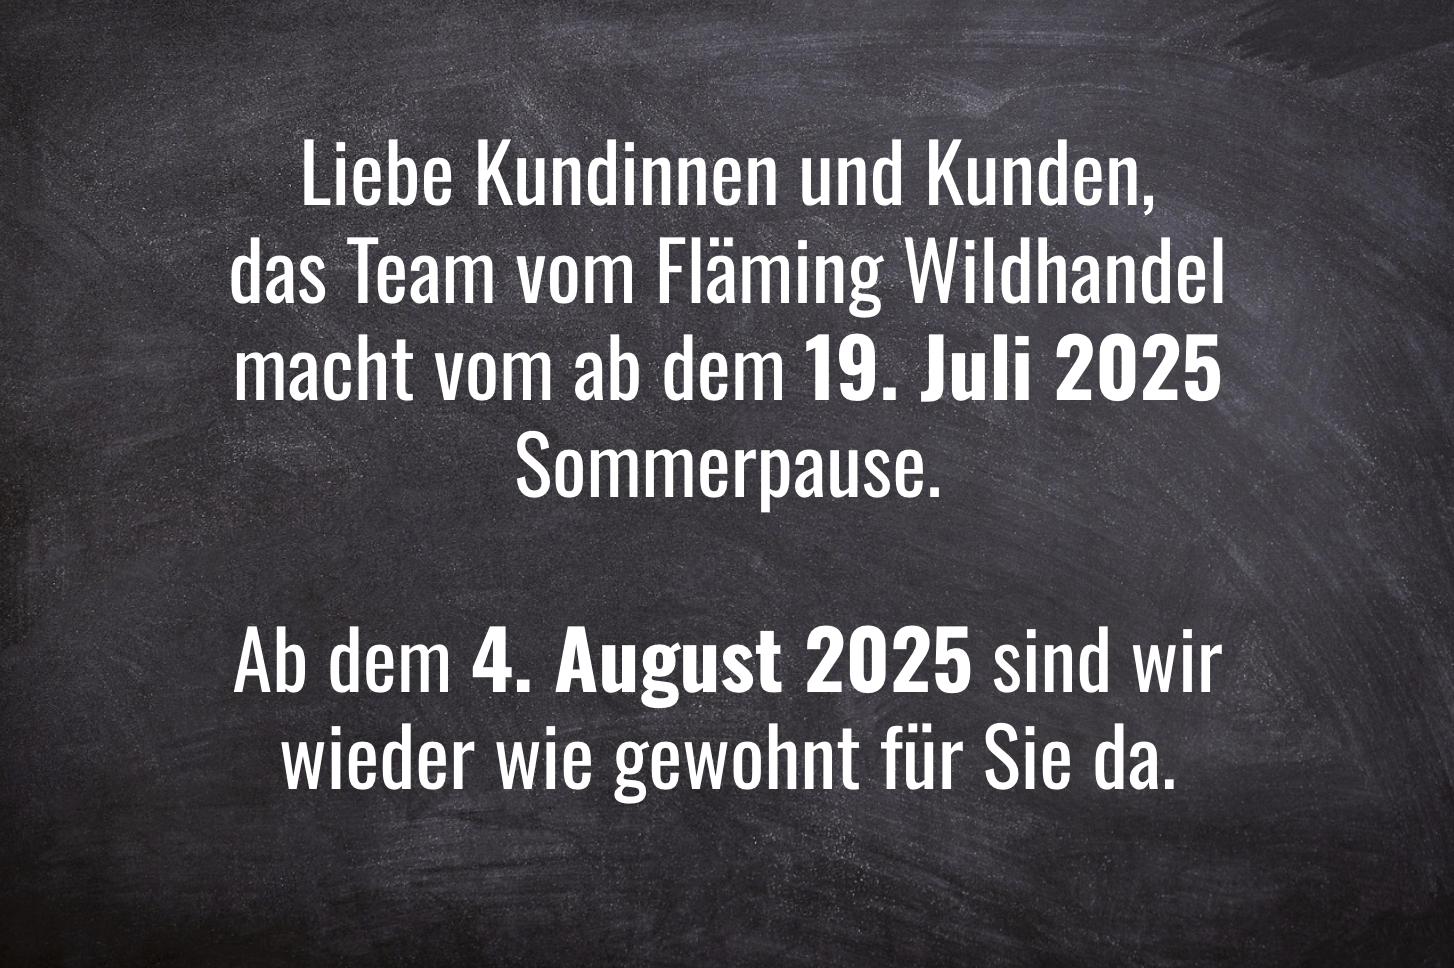 Liebe Kundinnen und Kunden,
das Team vom Fläming Wildhandel
macht vom ab dem 19. Juli 2025
Sommerpause.
Ab dem 4. August 2025 sind wir
wieder wie gewohnt für Sie da.